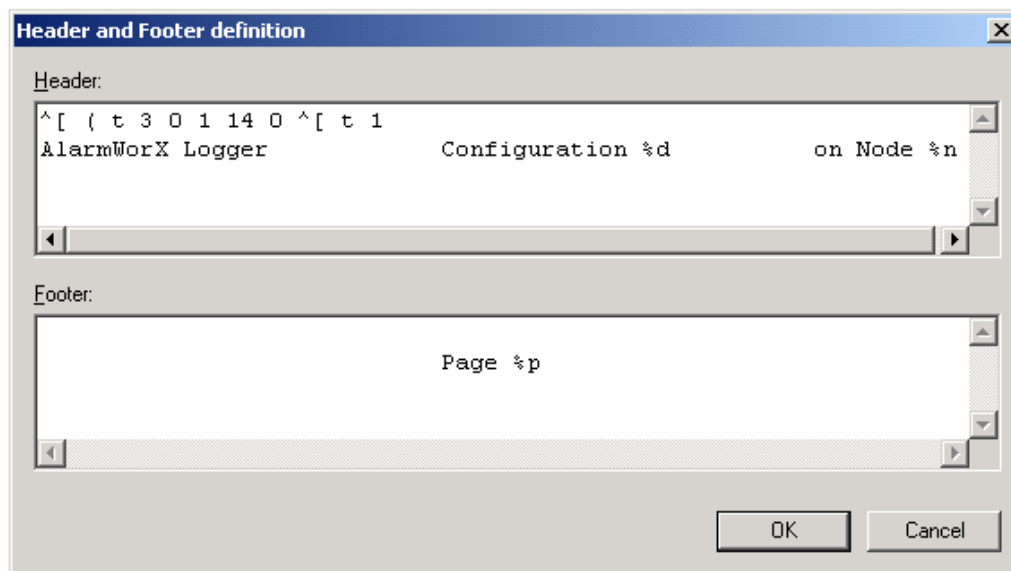 Header and Footer definition
Header:
^[ ( t 3 0 1 14 0 ^[ t 1
AlarmWorX Logger Configuration %d on Node %n
Footer:
Page %p
OK Cancel